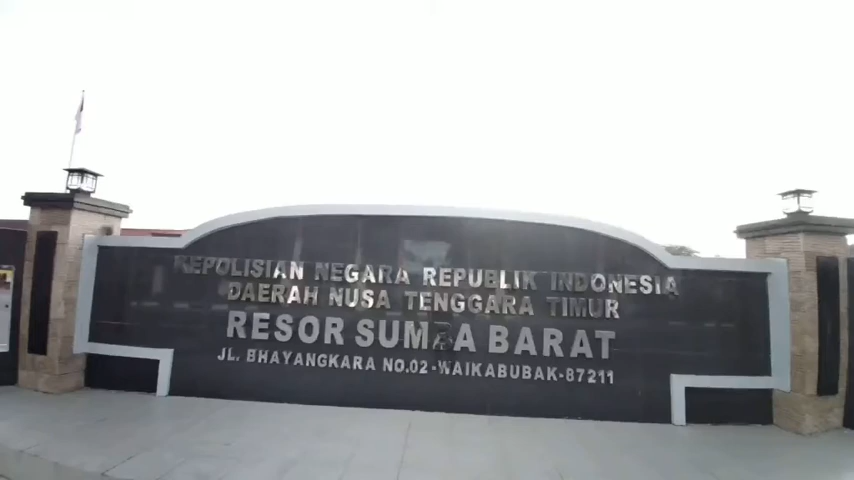 KEPOLISIAN NEGARA REPUBLIK INDONESIA
DAERAH NUSA TENGGARA TIMUR
RESOR SUMBA BARAT
JL. BHAYANGKARA NO.02 -WAIKABUBAK-87211